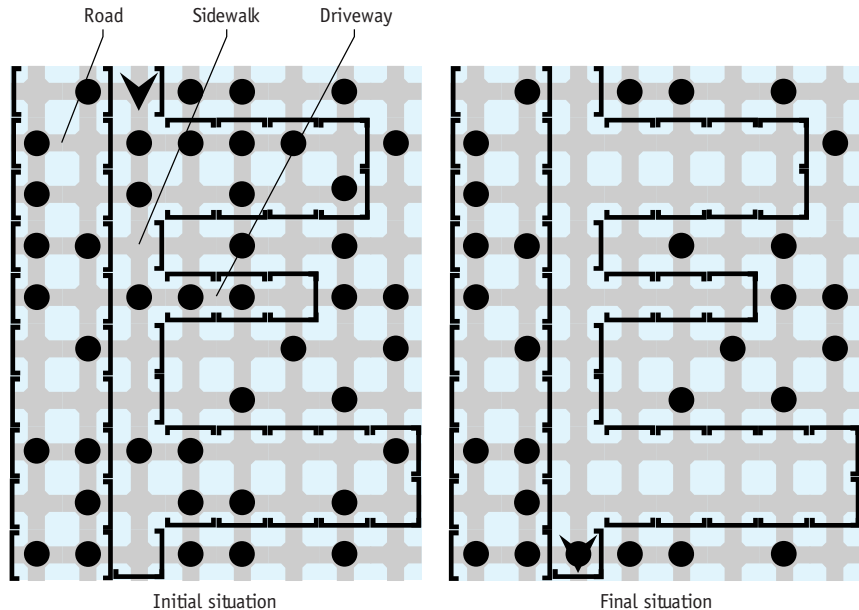 Road
Sidewalk
Driveway
Initial situation
Final situation